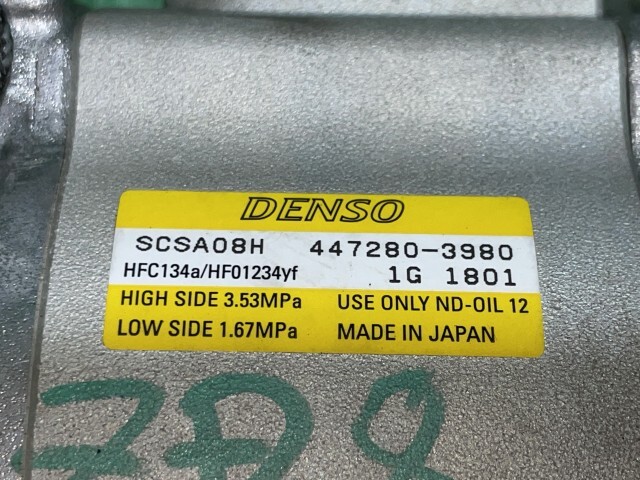 DENSO
SCSA08H 447280-3980
HFC134a/HF01234yf 1G 1801
HIGH SIDE 3.53MPa USE ONLY ND-OIL 12
LOW SIDE 1.67MPa MADE IN JAPAN